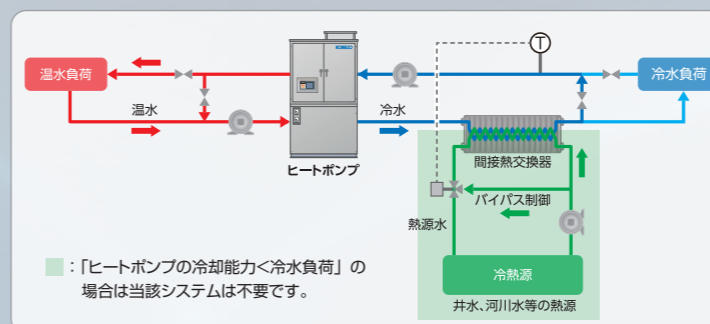 T
温水負荷
冷水負荷
温水
冷水
ヒートポンプ
間接熱交換器
バイパス制御
熱源水
冷熱源
井水、河川水等の熱源
:「ヒートポンプの冷却能力<冷水負荷」の
場合は当該システムは不要です。